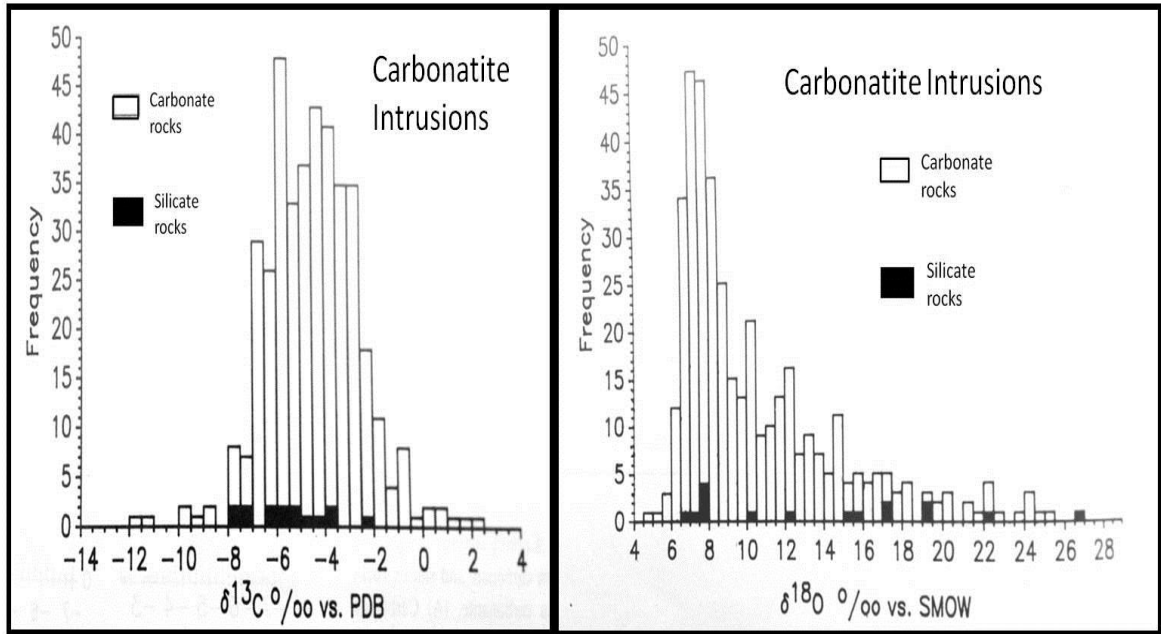 Carbonatite
Intrusions
Carbonate
rocks
Silicate
rocks
Frequency
50
45
40
35
30
25
20
15
10
5
0
−14 −12 −10 −8 −6 −4 −2 0 2 4
δ13C o/oo vs. PDB
Carbonatite Intrusions
Carbonate
rocks
Silicate
rocks
Frequency
50
45
40
35
30
25
20
15
10
5
0
4 6 8 10 12 14 16 18 20 22 24 26 28
δ18O o/oo vs. SMOW